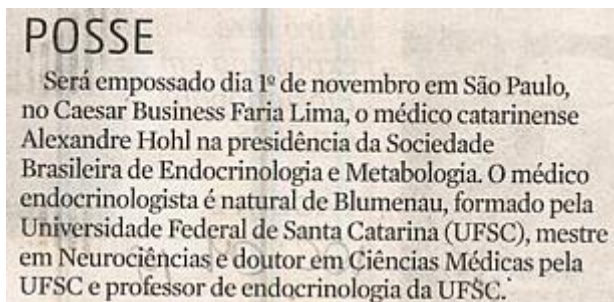 POSSE
Será empossado dia 1º de novembro em São Paulo,
no Caesar Business Faria Lima, o médico catarinense
Alexandre Hohl na presidência da Sociedade
Brasileira de Endocrinologia e Metabologia. O médico
endocrinologista é natural de Blumenau, formado pela
Universidade Federal de Santa Catarina (UFSC), mestre
em Neurociências e doutor em Ciências Médicas pela
UFSC e professor de endocrinologia da UFSC.